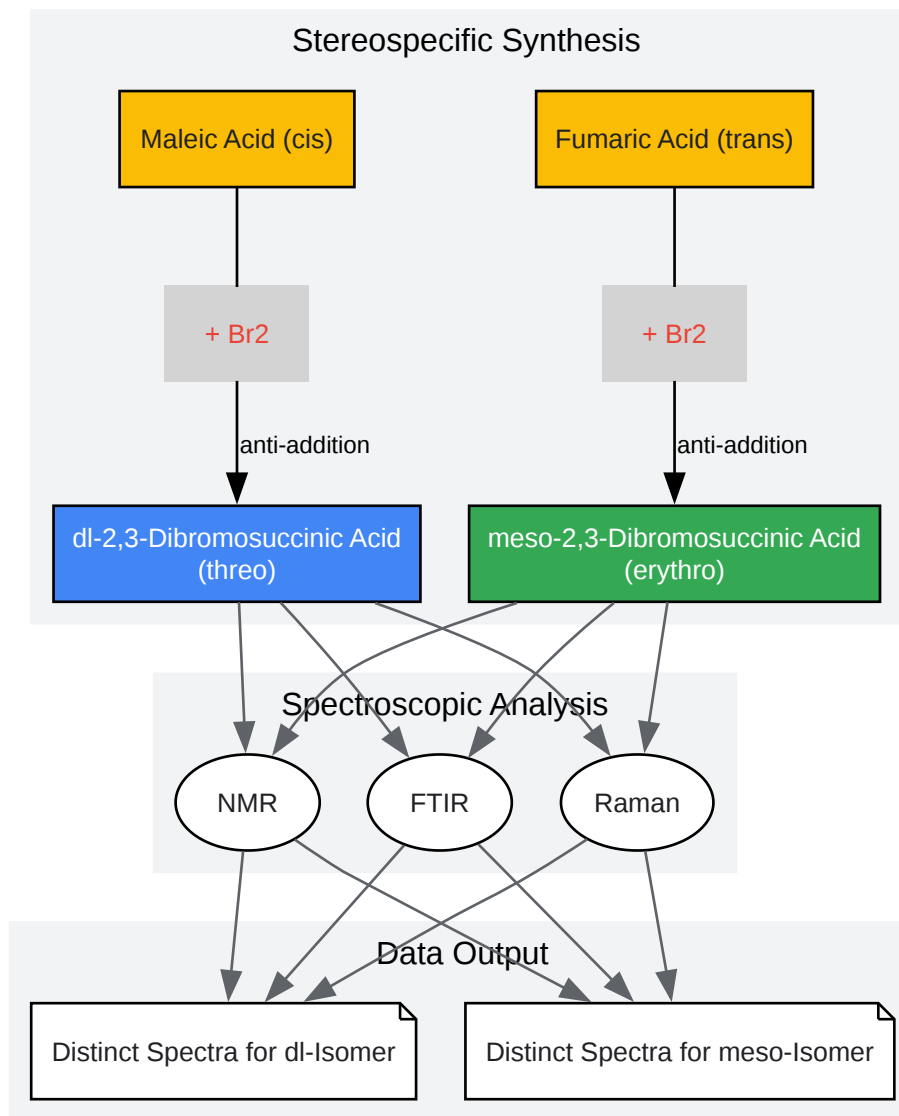 Stereospecific Synthesis
Maleic Acid (cis)
Fumaric Acid (trans)
+ Br2
+ Br2
anti-addition
anti-addition
dl-2,3-Dibromosuccinic Acid
(threo)
meso-2,3-Dibromosuccinic Acid
(erythro)
Spectroscopic Analysis
NMR
FTIR
Raman
Data Output
Distinct Spectra for dl-Isomer
Distinct Spectra for meso-Isomer